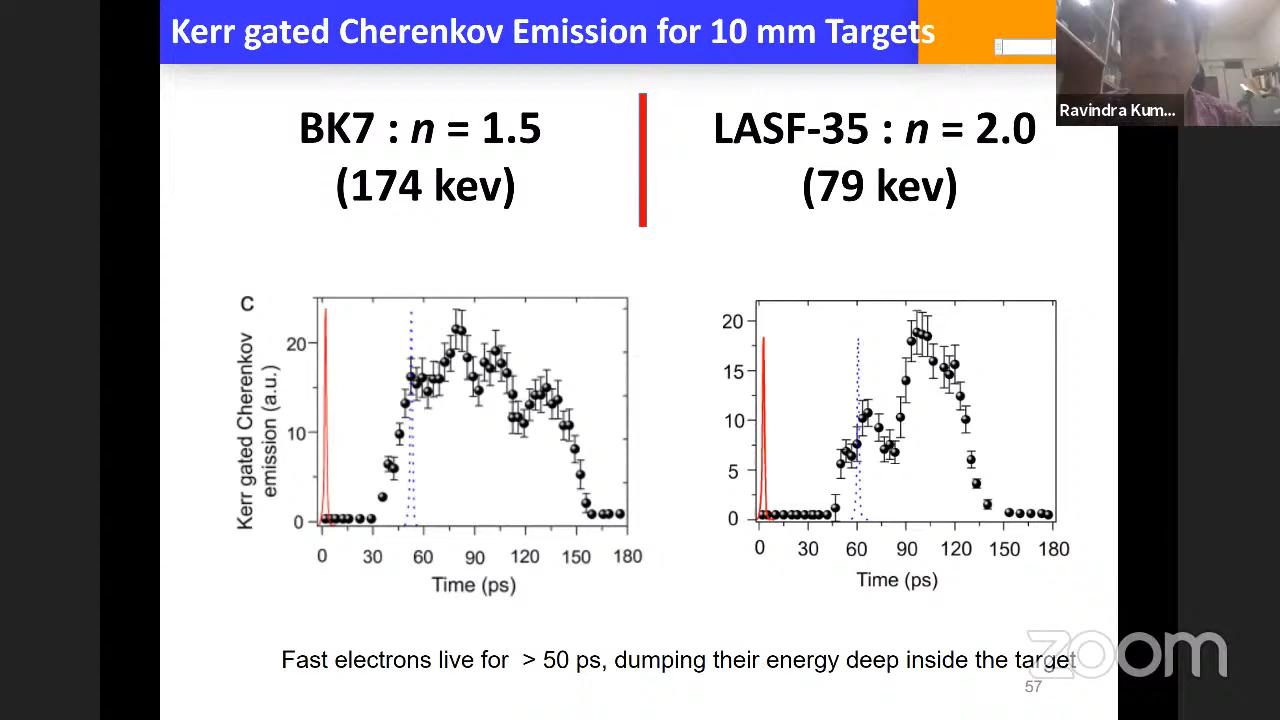 Kerr gated Cherenkov Emission for 10 mm Targets
Ravindra Kum...
BK7 : n = 1.5
(174 kev)
LASF-35 : n = 2.0
(79 kev)
C
Kerr gated Cherenkov
emission (a.u.)
20
10
0
0 30 60 90 120 150 180
Time (ps)
20
15
10
5
0
0 30 60 90 120 150 180
Time (ps)
Fast electrons live for > 50 ps, dumping their energy deep inside the target
57
zoom